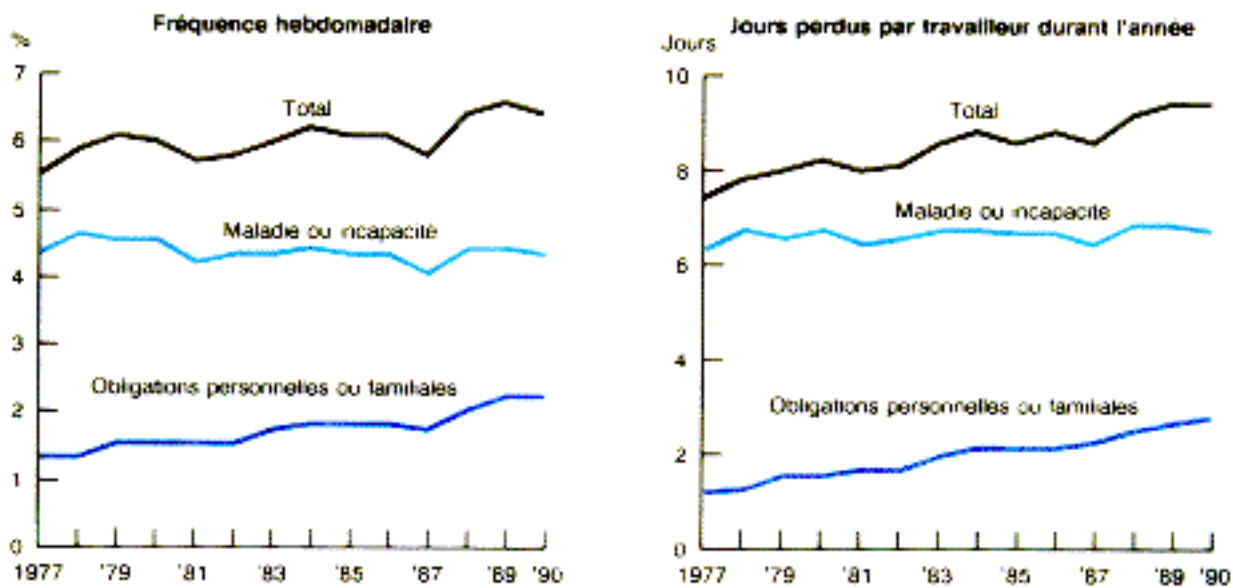 Fréquence hebdomadaire
%
7
6
5
4
3
2
1
0
Total
Maladie ou incapacité
Obligations personnelles ou familiales
1977 '79 '81 '83 '85 '87 '89 '90
Jours perdus par travailleur durant l'année
Jours
10
8
6
4
2
0
Total
Maladie ou incapacité
Obligations personnelles ou familiales
1977 '79 '81 '83 '85 '87 '89 '90